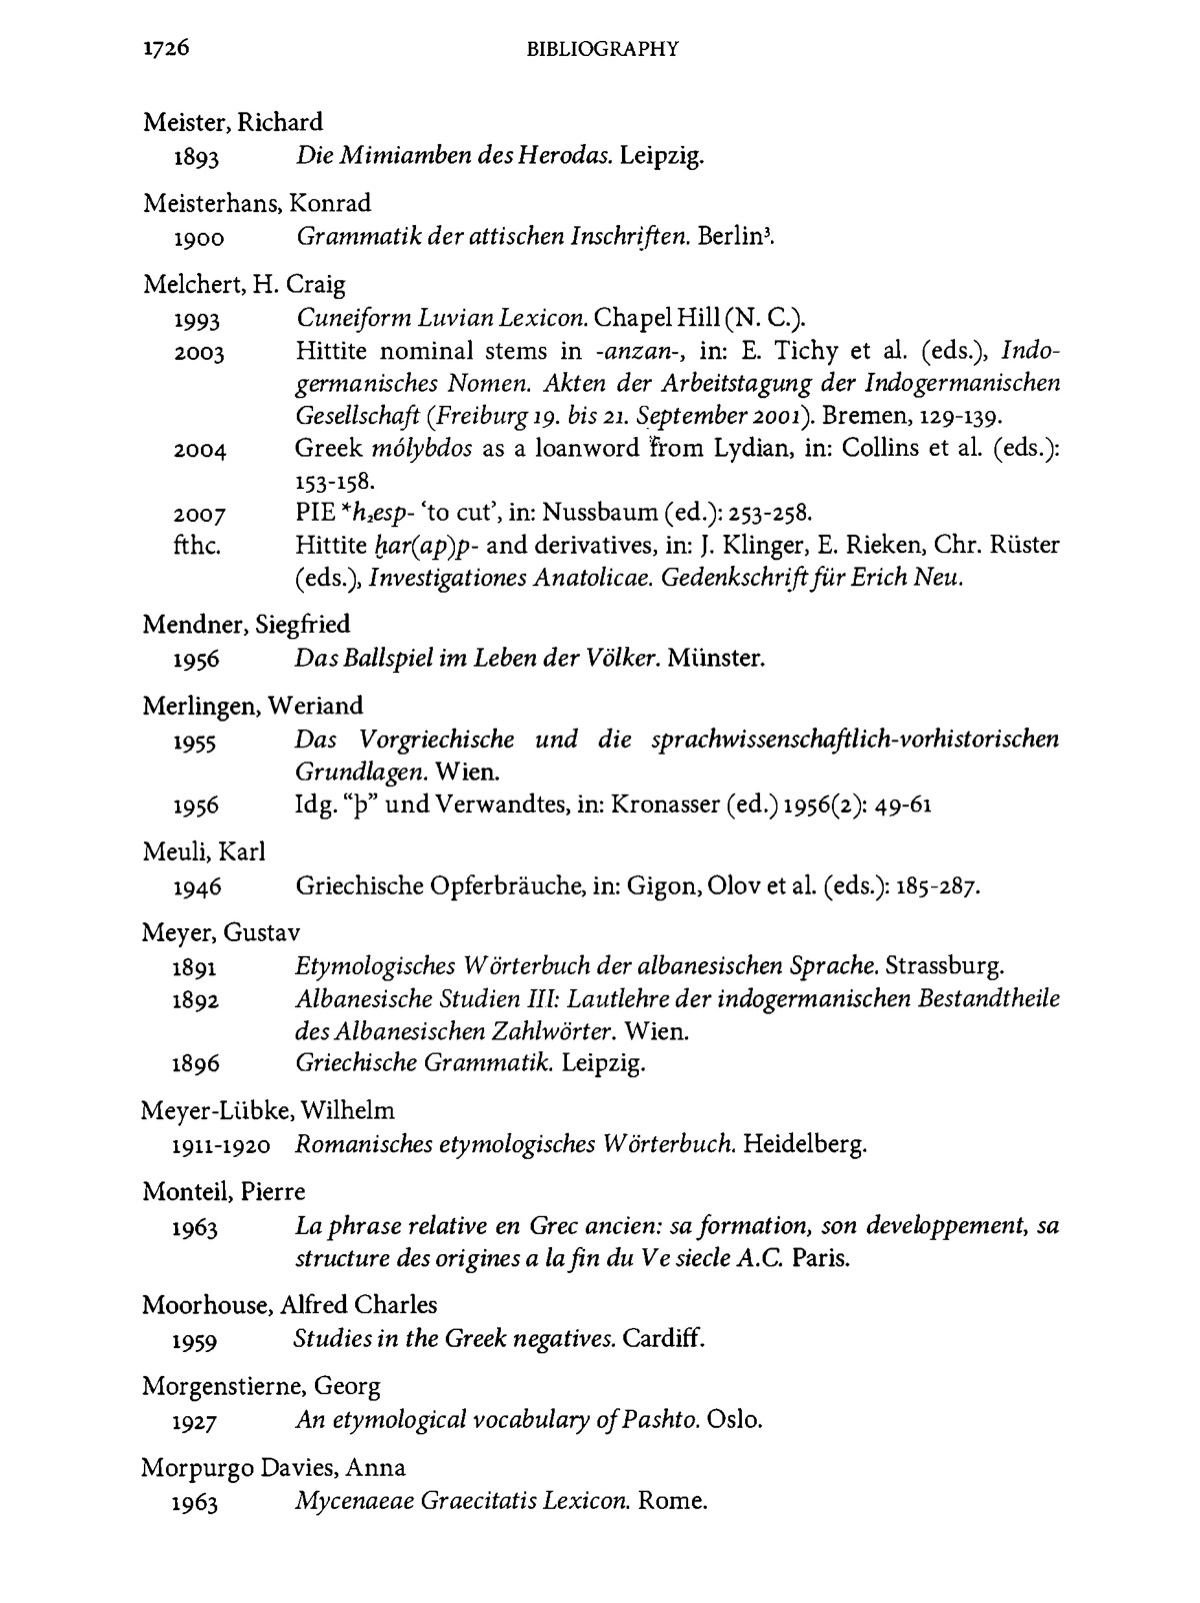 1726 BIBLIOGRAPHY
Meister, Richard
1893 Die Mimiamben des Herodas. Leipzig.
Meisterhans, Konrad
1900 Grammatik der attischen Inschriften. Berlin³.
Melchert, H. Craig
1993 Cuneiform Luvian Lexicon. Chapel Hill (N. C.).
2003 Hittite nominal stems in -anzan-, in: E. Tichy et al. (eds.), Indo-
germanisches Nomen. Akten der Arbeitstagung der Indogermanischen
Gesellschaft (Freiburg 19. bis 21. September 2001). Bremen, 129-139.
2004 Greek mólybdos as a loanword from Lydian, in: Collins et al. (eds.):
153-158.
2007 PIE *h₂esp- ‘to cut’, in: Nussbaum (ed.): 253-258.
fthc. Hittite ḫar(ap)p- and derivatives, in: J. Klinger, E. Rieken, Chr. Rüster
(eds.), Investigationes Anatolicae. Gedenkschrift für Erich Neu.
Mendner, Siegfried
1956 Das Ballspiel im Leben der Völker. Münster.
Merlingen, Weriand
1955 Das Vorgriechische und die sprachwissenschaftlich-vorhistorischen
Grundlagen. Wien.
1956 Idg. “þ” und Verwandtes, in: Kronasser (ed.) 1956(2): 49-61
Meuli, Karl
1946 Griechische Opferbräuche, in: Gigon, Olov et al. (eds.): 185-287.
Meyer, Gustav
1891 Etymologisches Wörterbuch der albanesischen Sprache. Strassburg.
1892 Albanesische Studien III: Lautlehre der indogermanischen Bestandtheile
des Albanesischen Zahlwörter. Wien.
1896 Griechische Grammatik. Leipzig.
Meyer-Lübke, Wilhelm
1911-1920 Romanisches etymologisches Wörterbuch. Heidelberg.
Monteil, Pierre
1963 La phrase relative en Grec ancien: sa formation, son developpement, sa
structure des origines a la fin du Ve siecle A.C. Paris.
Moorhouse, Alfred Charles
1959 Studies in the Greek negatives. Cardiff.
Morgenstierne, Georg
1927 An etymological vocabulary of Pashto. Oslo.
Morpurgo Davies, Anna
1963 Mycenaeae Graecitatis Lexicon. Rome.